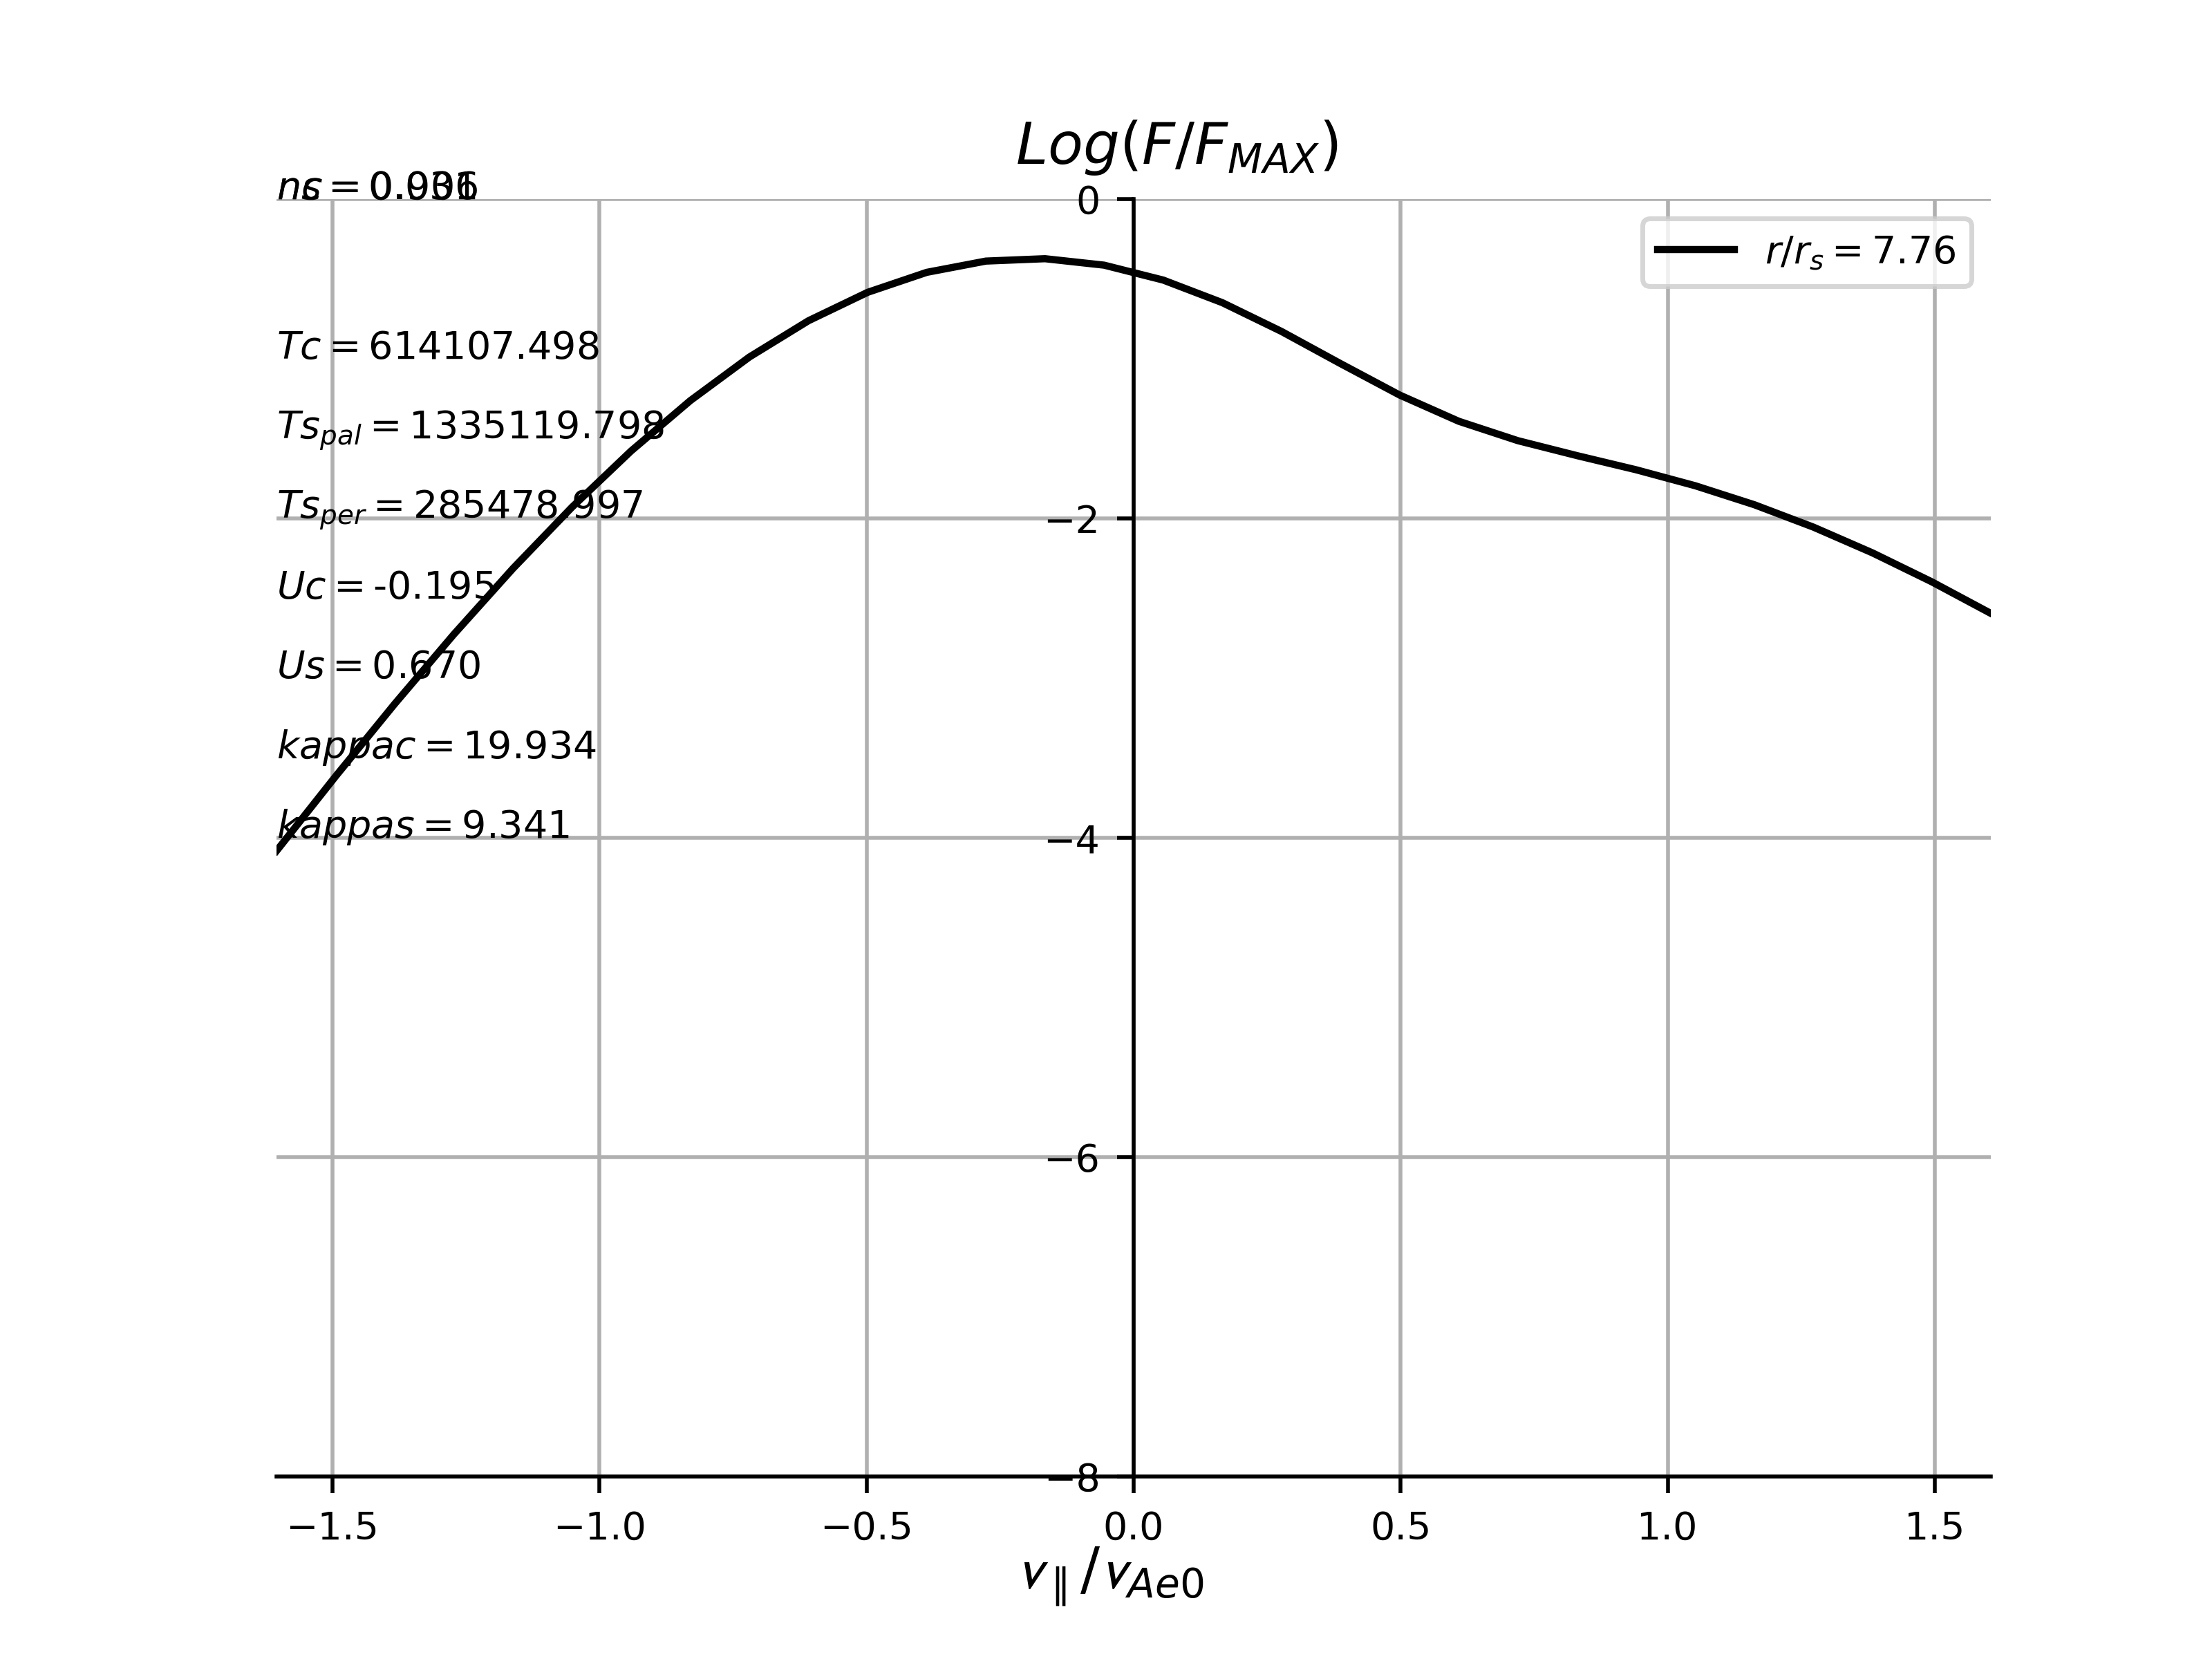 Log(F/F_MAX)
0
r/r_s = 7.76
Tc = 614107.498
Ts_pal = 1335119.798
Ts_per = 285478.997
−2
Uc = -0.195
Us = 0.670
kappac = 19.934
kappas = 9.341
−4
−6
−8
−1.5 −1.0 −0.5 0.0 0.5 1.0 1.5
v_∥/v_Ae0